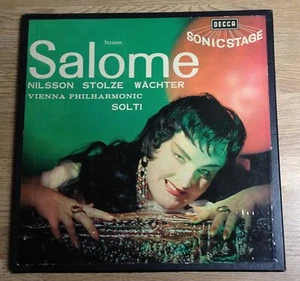 Strauss
DECCA
SONICSTAGE
Salome
NILSSON STOLZE WÄCHTER
VIENNA PHILHARMONIC
SOLTI